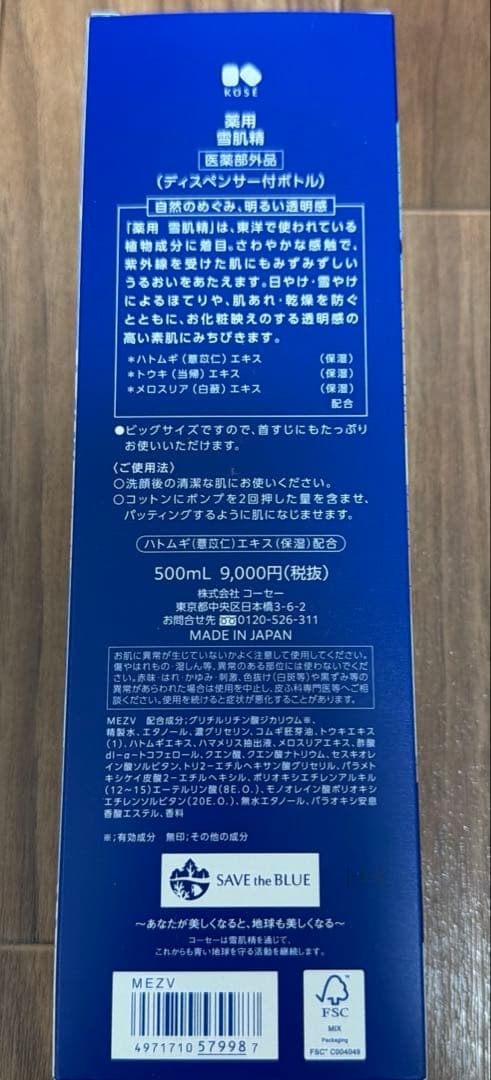 KOSÉ
薬用
雪肌精
医薬部外品
(ディスペンサー付ボトル)
自然のめぐみ、明るい透明感
「薬用 雪肌精」は、東洋で使われている
植物成分に着目。さわやかな感触で、
紫外線を受けた肌にもみずみずしい
うるおいをあたえます。日やけ・雪やけ
によるほてりや、肌あれ・乾燥を防ぐ
とともに、お化粧映えのする透明感の
高い素肌にみちびきます。
*ハトムギ(薏苡仁)エキス (保湿)
*トウキ(当帰)エキス (保湿)
*メロスリア(白蘞)エキス (保湿)
配合
●ビッグサイズですので、首すじにもたっぷり
お使いいただけます。
〈ご使用法〉
○洗顔後の清潔な肌にお使いください。
○コットンにポンプを2回押した量を含ませ、
パッティングするように肌になじませます。
ハトムギ(薏苡仁)エキス(保湿)配合
500mL 9,000円(税抜)
株式会社 コーセー
東京都中央区日本橋3-6-2
お問合せ先 0120-526-311
MADE IN JAPAN
お肌に異常が生じていないかよく注意して使用してください。
傷やはれもの・湿しん等、異常のある部位には使わないでくだ
さい。赤味・はれ・かゆみ・刺激、色抜け(白斑等)や黒ずみ等の
異常があらわれた場合は使用を中止し、皮ふ科専門医等へご相
談ください。使用を続けると症状が悪化することがあります。
MEZV 配合成分;グリチルリチン酸ジカリウム※、
精製水、エタノール、濃グリセリン、コムギ胚芽油、トウキエキス
(1)、ハトムギエキス、ハマメリス抽出液、メロスリアエキス、酢酸
dl-α-トコフェロール、クエン酸、クエン酸ナトリウム、セスキオレ
イン酸ソルビタン、トリ2-エチルヘキサン酸グリセリル、パラメト
キシケイ皮酸2-エチルヘキシル、ポリオキシエチレンアルキル
(12~15)エーテルリン酸(8E.O.)、モノオレイン酸ポリオキシ
エチレンソルビタン(20E.O.)、無水エタノール、パラオキシ安息
香酸エステル、香料
※;有効成分 無印;その他の成分
SAVE the BLUE
~あなたが美しくなると、地球も美しくなる~
コーセーは雪肌精を通じて、
これからも青い地球を守る活動を継続します。
MEZV
4971710 579987
FSC
MIX
Packaging
FSC® C004049